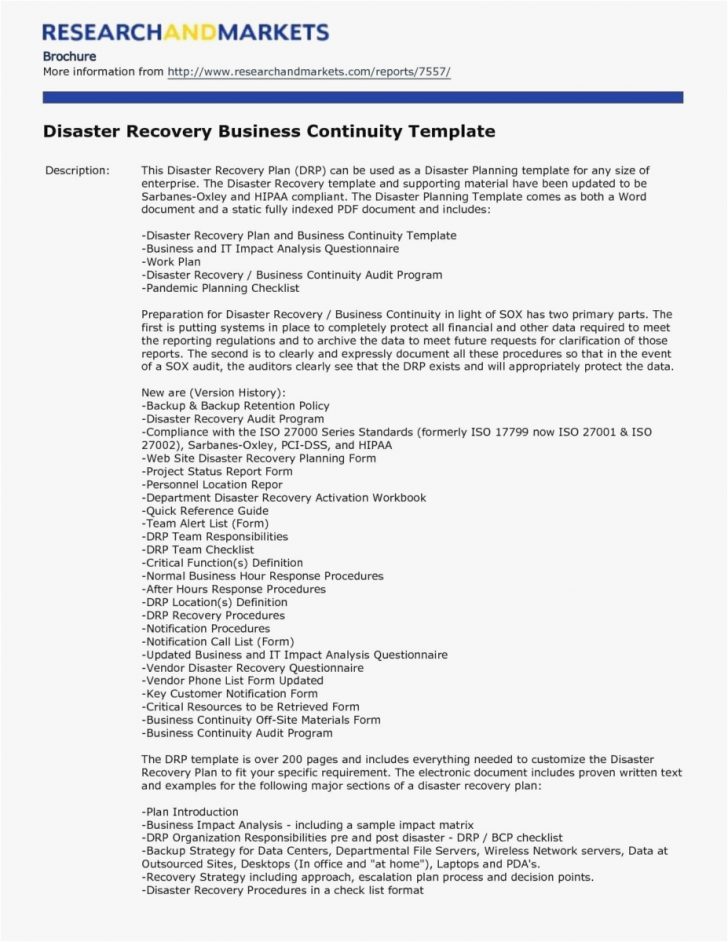 RESEARCHANDMARKETS
Brochure
More information from http://www.researchandmarkets.com/reports/7557/
Disaster Recovery Business Continuity Template
Description: This Disaster Recovery Plan (DRP) can be used as a Disaster Planning template for any size of
enterprise. The Disaster Recovery template and supporting material have been updated to be
Sarbanes-Oxley and HIPAA compliant. The Disaster Planning Template comes as both a Word
document and a static fully indexed PDF document and includes:
-Disaster Recovery Plan and Business Continuity Template
-Business and IT Impact Analysis Questionnaire
-Work Plan
-Disaster Recovery / Business Continuity Audit Program
-Pandemic Planning Checklist
Preparation for Disaster Recovery / Business Continuity in light of SOX has two primary parts. The
first is putting systems in place to completely protect all financial and other data required to meet
the reporting regulations and to archive the data to meet future requests for clarification of those
reports. The second is to clearly and expressly document all these procedures so that in the event
of a SOX audit, the auditors clearly see that the DRP exists and will appropriately protect the data.
New are (Version History):
-Backup & Backup Retention Policy
-Disaster Recovery Audit Program
-Compliance with the ISO 27000 Series Standards (formerly ISO 17799 now ISO 27001 & ISO
27002), Sarbanes-Oxley, PCI-DSS, and HIPAA
-Web Site Disaster Recovery Planning Form
-Project Status Report Form
-Personnel Location Repor
-Department Disaster Recovery Activation Workbook
-Quick Reference Guide
-Team Alert List (Form)
-DRP Team Responsibilities
-DRP Team Checklist
-Critical Function(s) Definition
-Normal Business Hour Response Procedures
-After Hours Response Procedures
-DRP Location(s) Definition
-DRP Recovery Procedures
-Notification Procedures
-Notification Call List (Form)
-Updated Business and IT Impact Analysis Questionnaire
-Vendor Disaster Recovery Questionnaire
-Vendor Phone List Form Updated
-Key Customer Notification Form
-Critical Resources to be Retrieved Form
-Business Continuity Off-Site Materials Form
-Business Continuity Audit Program
The DRP template is over 200 pages and includes everything needed to customize the Disaster
Recovery Plan to fit your specific requirement. The electronic document includes proven written text
and examples for the following major sections of a disaster recovery plan:
-Plan Introduction
-Business Impact Analysis - including a sample impact matrix
-DRP Organization Responsibilities pre and post disaster - DRP / BCP checklist
-Backup Strategy for Data Centers, Departmental File Servers, Wireless Network servers, Data at
Outsourced Sites, Desktops (In office and "at home"), Laptops and PDA's.
-Recovery Strategy including approach, escalation plan process and decision points.
-Disaster Recovery Procedures in a check list format